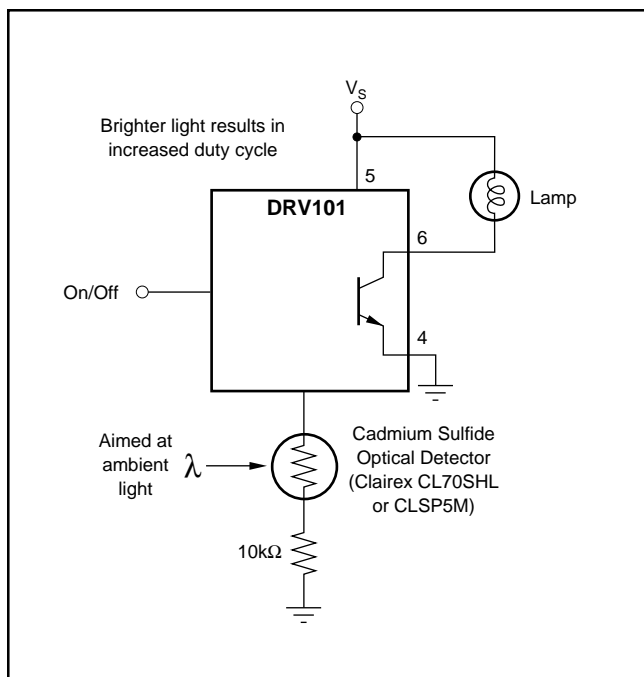 V_S
Brighter light results in
increased duty cycle
5
DRV101
Lamp
6
On/Off
4
Aimed at
ambient
light
λ
Cadmium Sulfide
Optical Detector
(Clairex CL70SHL
or CLSP5M)
10kΩ